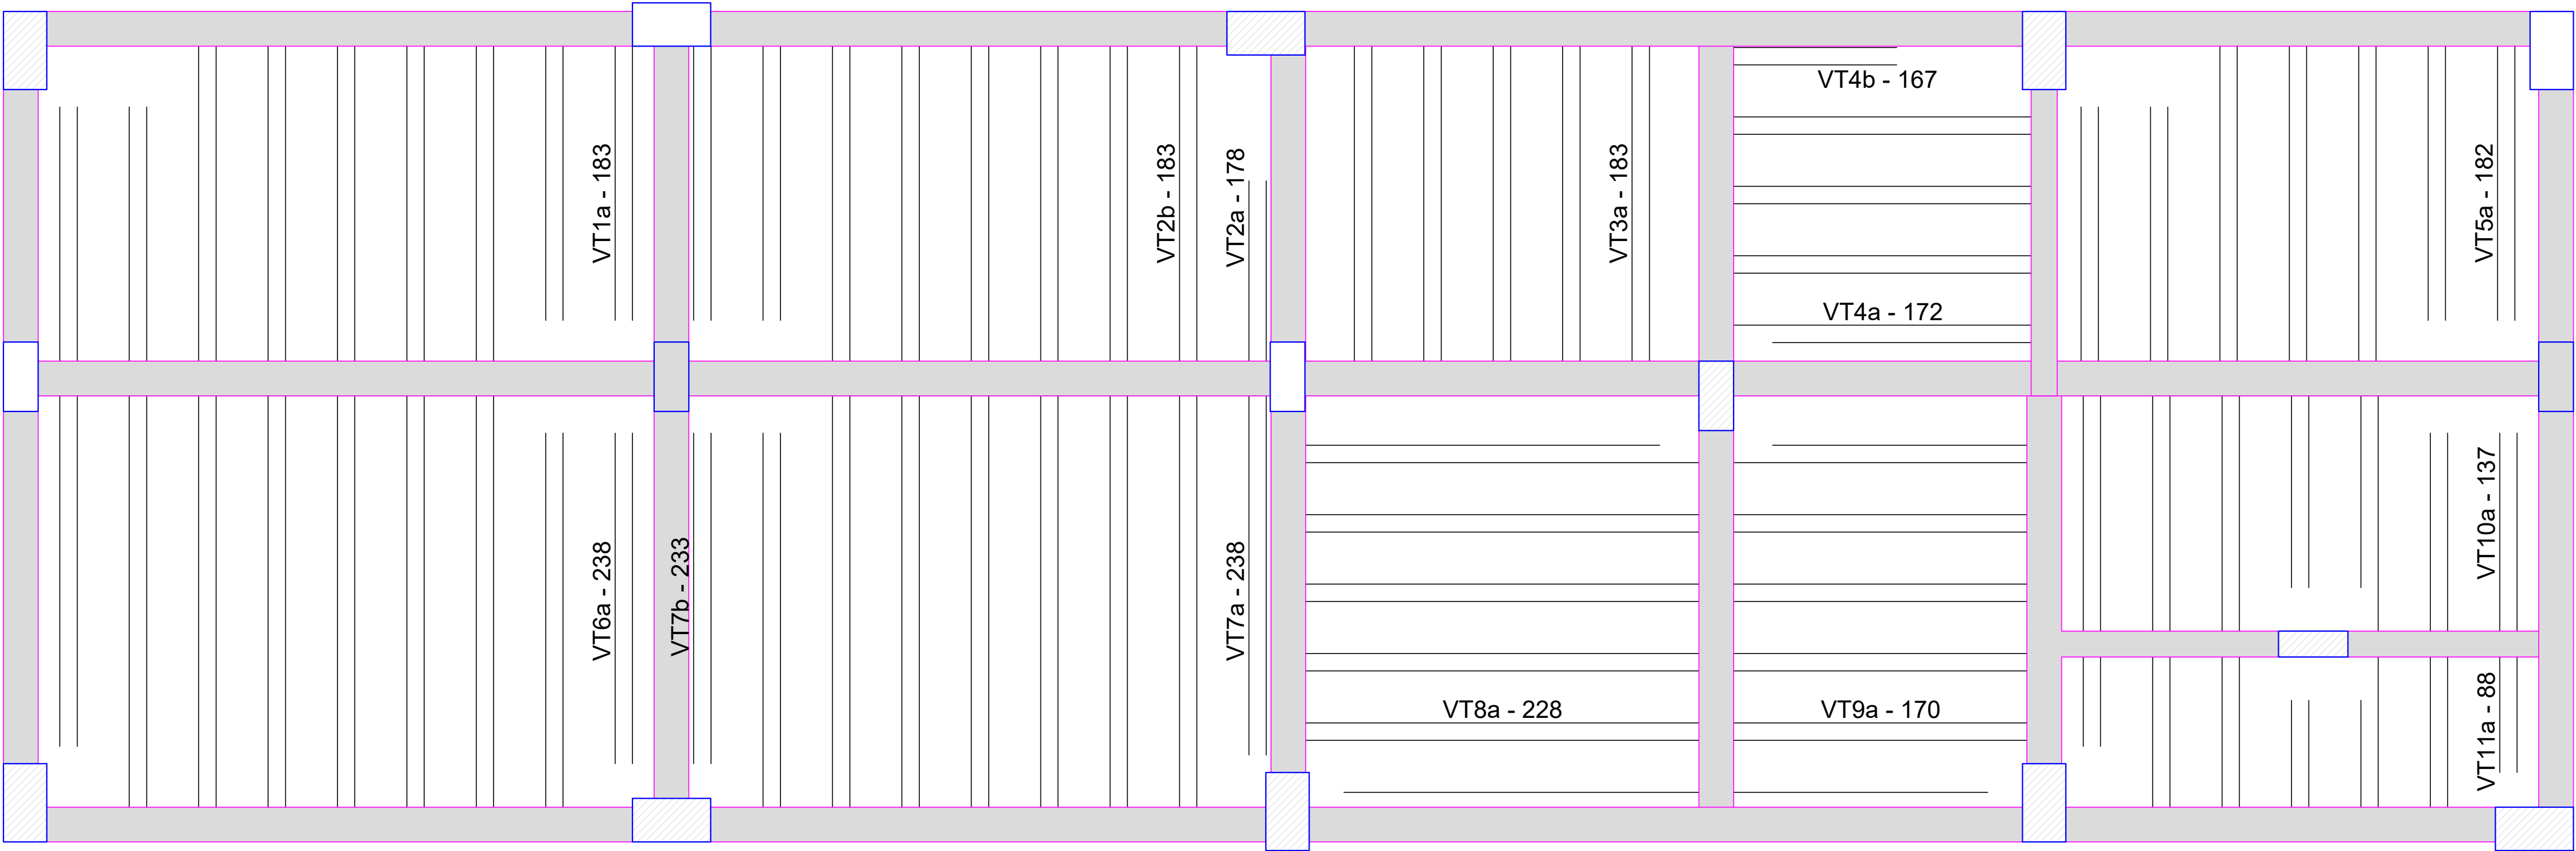 VT1a - 183
VT2b - 183
VT2a - 178
VT3a - 183
VT4b - 167
VT4a - 172
VT5a - 182
VT6a - 238
VT7b - 233
VT7a - 238
VT8a - 228
VT9a - 170
VT10a - 137
VT11a - 88